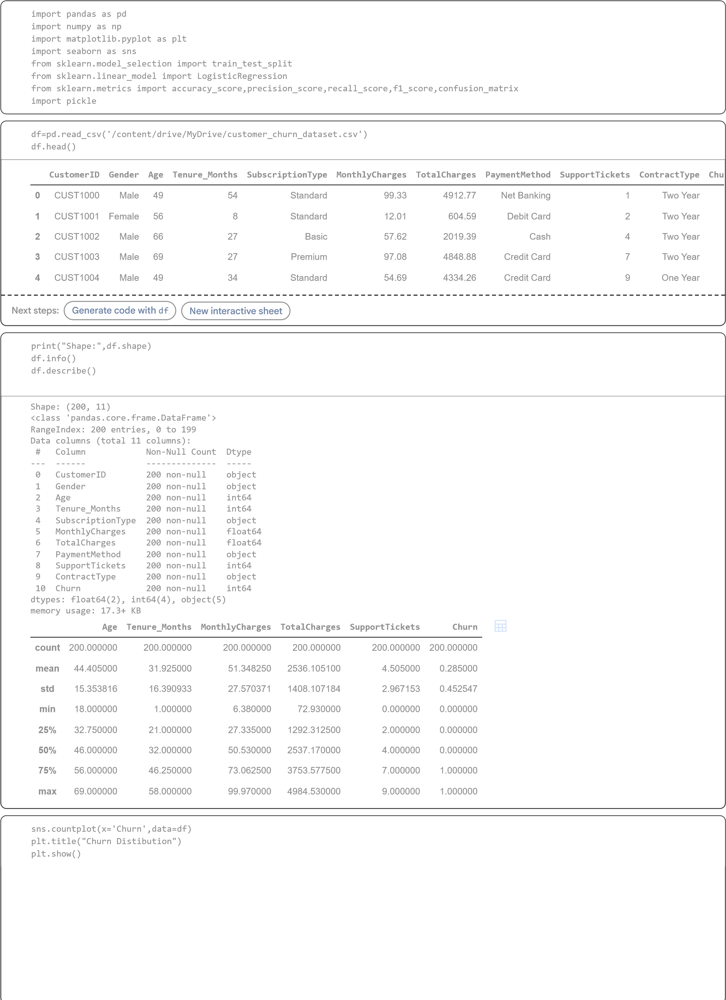 import pandas as pd
import numpy as np
import matplotlib.pyplot as plt
import seaborn as sns
from sklearn.model_selection import train_test_split
from sklearn.linear_model import LogisticRegression
from sklearn.metrics import accuracy_score,precision_score,recall_score,f1_score,confusion_matrix
import pickle
df=pd.read_csv('/content/drive/MyDrive/customer_churn_dataset.csv')
df.head()
CustomerID Gender Age Tenure_Months SubscriptionType MonthlyCharges TotalCharges PaymentMethod SupportTickets ContractType Chu
0 CUST1000 Male 49 54 Standard 99.33 4912.77 Net Banking 1 Two Year
1 CUST1001 Female 56 8 Standard 12.01 604.59 Debit Card 2 Two Year
2 CUST1002 Male 66 27 Basic 57.62 2019.39 Cash 4 Two Year
3 CUST1003 Male 69 27 Premium 97.08 4848.88 Credit Card 7 Two Year
4 CUST1004 Male 49 34 Standard 54.69 4334.26 Credit Card 9 One Year
Next steps: Generate code with df New interactive sheet
print("Shape:",df.shape)
df.info()
df.describe()
Shape: (200, 11)
<class 'pandas.core.frame.DataFrame'>
RangeIndex: 200 entries, 0 to 199
Data columns (total 11 columns):
# Column Non-Null Count Dtype
--- ------ -------------- -----
0 CustomerID 200 non-null object
1 Gender 200 non-null object
2 Age 200 non-null int64
3 Tenure_Months 200 non-null int64
4 SubscriptionType 200 non-null object
5 MonthlyCharges 200 non-null float64
6 TotalCharges 200 non-null float64
7 PaymentMethod 200 non-null object
8 SupportTickets 200 non-null int64
9 ContractType 200 non-null object
10 Churn 200 non-null int64
dtypes: float64(2), int64(4), object(5)
memory usage: 17.3+ KB
Age Tenure_Months MonthlyCharges TotalCharges SupportTickets Churn
count 200.000000 200.000000 200.000000 200.000000 200.000000 200.000000
mean 44.405000 31.925000 51.348250 2536.105100 4.505000 0.285000
std 15.353816 16.390933 27.570371 1408.107184 2.967153 0.452547
min 18.000000 1.000000 6.380000 72.930000 0.000000 0.000000
25% 32.750000 21.000000 27.335000 1292.312500 2.000000 0.000000
50% 46.000000 32.000000 50.530000 2537.170000 4.000000 0.000000
75% 56.000000 46.250000 73.062500 3753.577500 7.000000 1.000000
max 69.000000 58.000000 99.970000 4984.530000 9.000000 1.000000
sns.countplot(x='Churn',data=df)
plt.title("Churn Distibution")
plt.show()